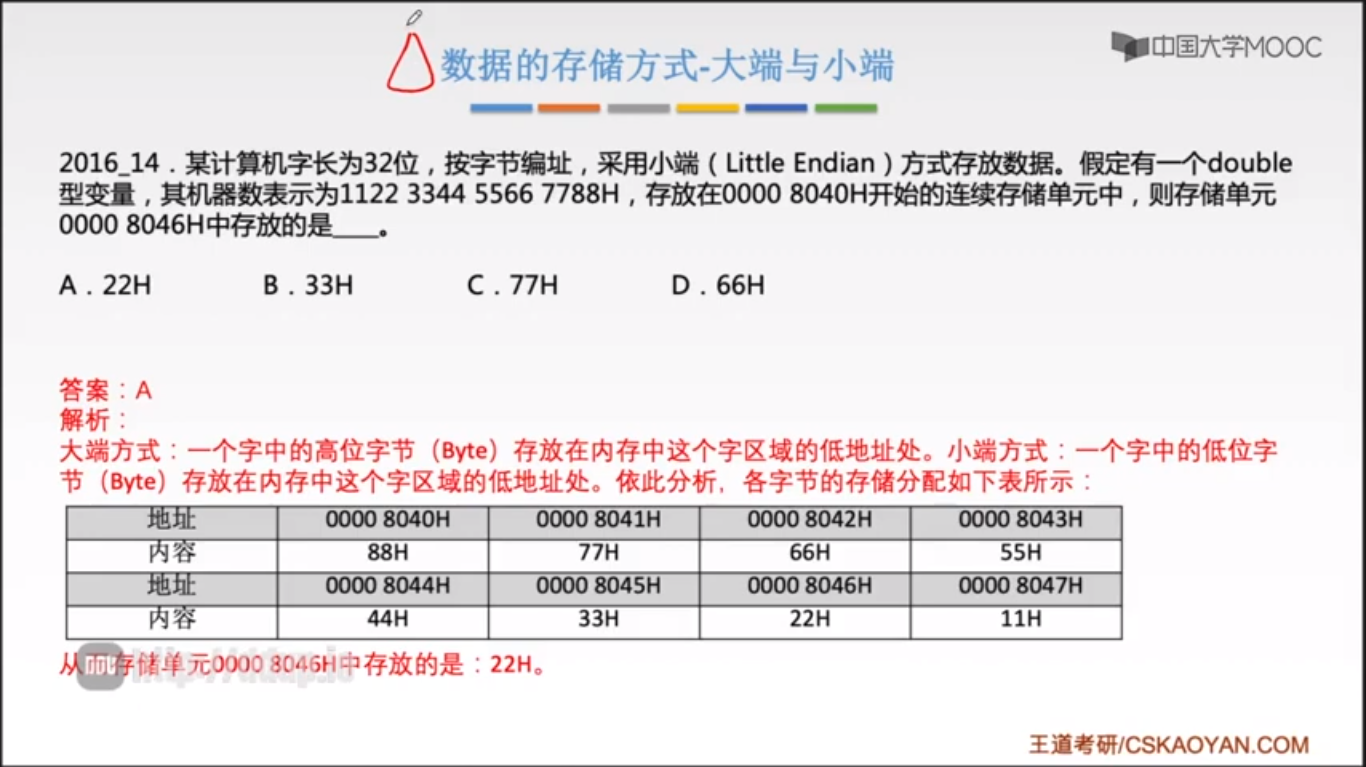 中国大学MOOC
数据的存储方式-大端与小端
2016_14．某计算机字长为32位，按字节编址，采用小端（Little Endian）方式存放数据。假定有一个double
型变量，其机器数表示为1122 3344 5566 7788H，存放在0000 8040H开始的连续存储单元中，则存储单元
0000 8046H中存放的是____。
A．22H B．33H C．77H D．66H
答案：A
解析：
大端方式：一个字中的高位字节（Byte）存放在内存中这个字区域的低地址处。小端方式：一个字中的低位字
节（Byte）存放在内存中这个字区域的低地址处。依此分析，各字节的存储分配如下表所示：
地址 0000 8040H 0000 8041H 0000 8042H 0000 8043H
内容 88H 77H 66H 55H
地址 0000 8044H 0000 8045H 0000 8046H 0000 8047H
内容 44H 33H 22H 11H
从 存储单元0000 8046H中存放的是：22H。
王道考研/CSKAOYAN.COM